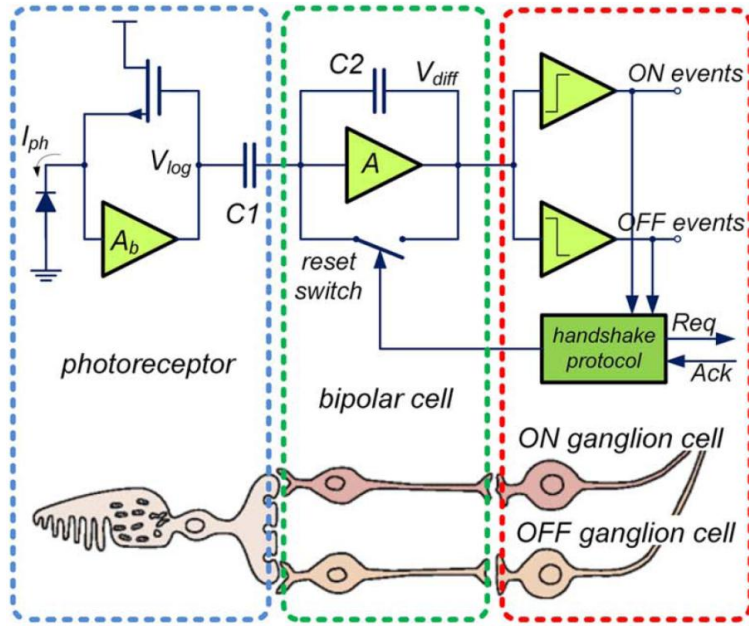 C2
V_diff
ON events
I_ph
V_log
A
C1
A_b
OFF events
reset
switch
handshake
protocol
Req
Ack
photoreceptor
bipolar cell
ON ganglion cell
OFF ganglion cell